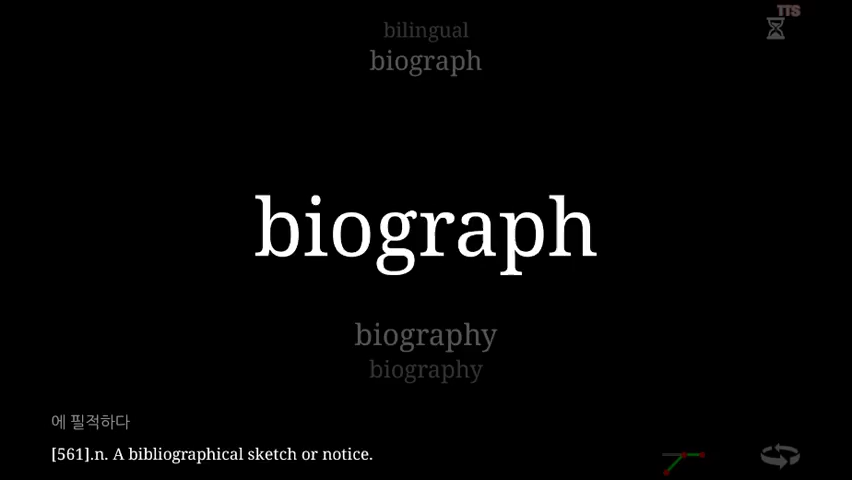 TTS
bilingual
biograph
biograph
biography
biography
에 필적하다
[561].n. A bibliographical sketch or notice.